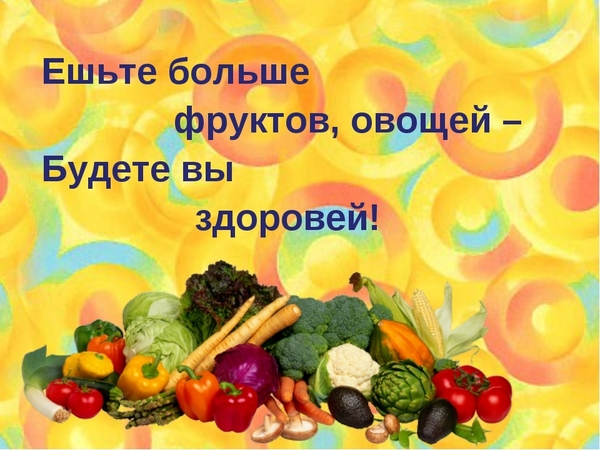 Ешьте больше
фруктов, овощей –
Будете вы
здоровей!